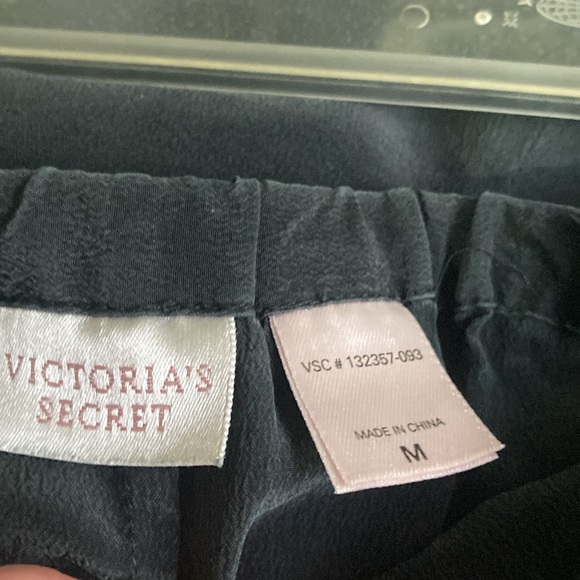 VICTORIA'S
SECRET
VSC # 132357-093
MADE IN CHINA
M